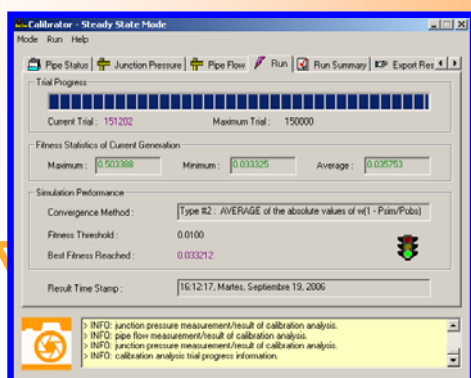 Calibrator - Steady State Mode
Mode Run Help
Pipe Status Junction Pressure Pipe Flow Run Run Summary Export Res
Trial Progress
Current Trial : 151202 Maximum Trial : 150000
Fitness Statistics of Current Generation
Maximum : 0.503388 Minimum : 0.033325 Average : 0.035753
Simulation Performance
Convergence Method : Type #2 : AVERAGE of the absolute values of w(1 - Psim/Pobs)
Fitness Threshold : 0.0100
Best Fitness Reached : 0.033212
Result Time Stamp : 16:12:17, Martes, Septiembre 19, 2006
> INFO: junction pressure measurement/result of calibration analysis.
> INFO: pipe flow measurement/result of calibration analysis.
> INFO: junction pressure measurement/result of calibration analysis.
> INFO: calibration analysis trial progress information.